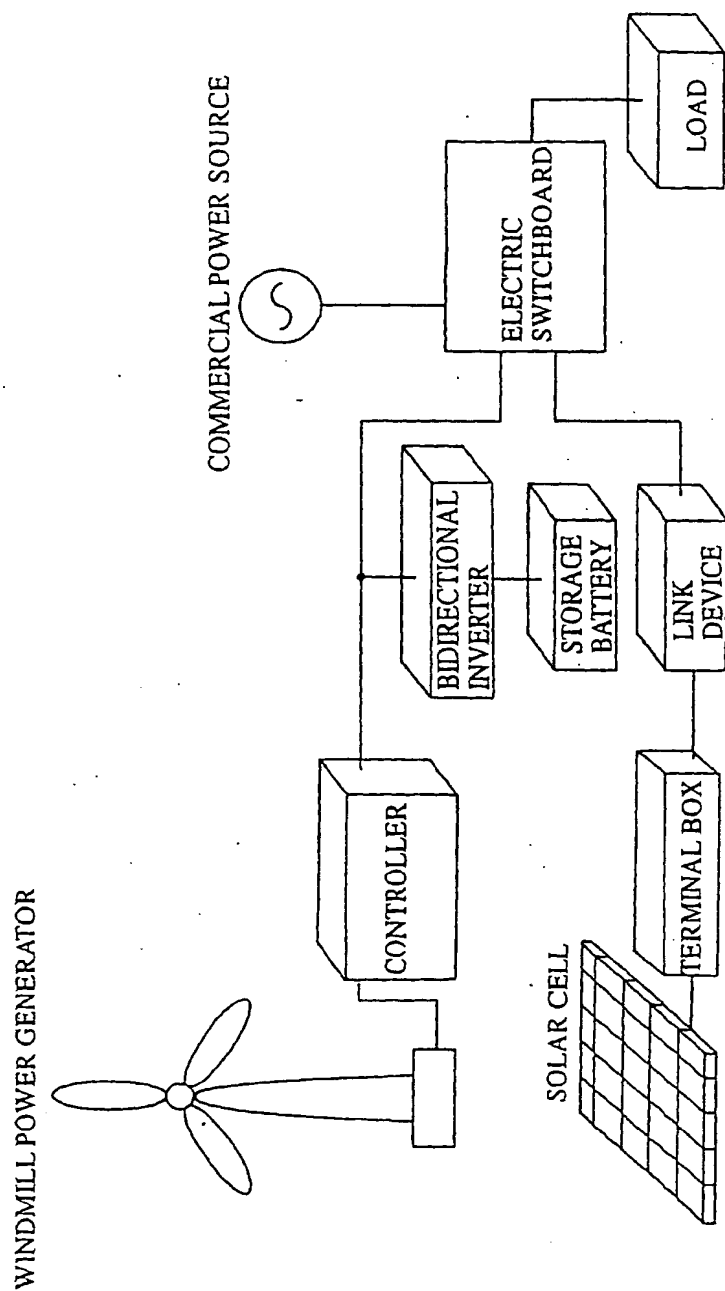 WINDMILL POWER GENERATOR
COMMERCIAL POWER SOURCE
CONTROLLER
BIDIRECTIONAL
INVERTER
ELECTRIC
SWITCHBOARD
STORAGE
BATTERY
SOLAR CELL
TERMINAL BOX
LINK
DEVICE
LOAD